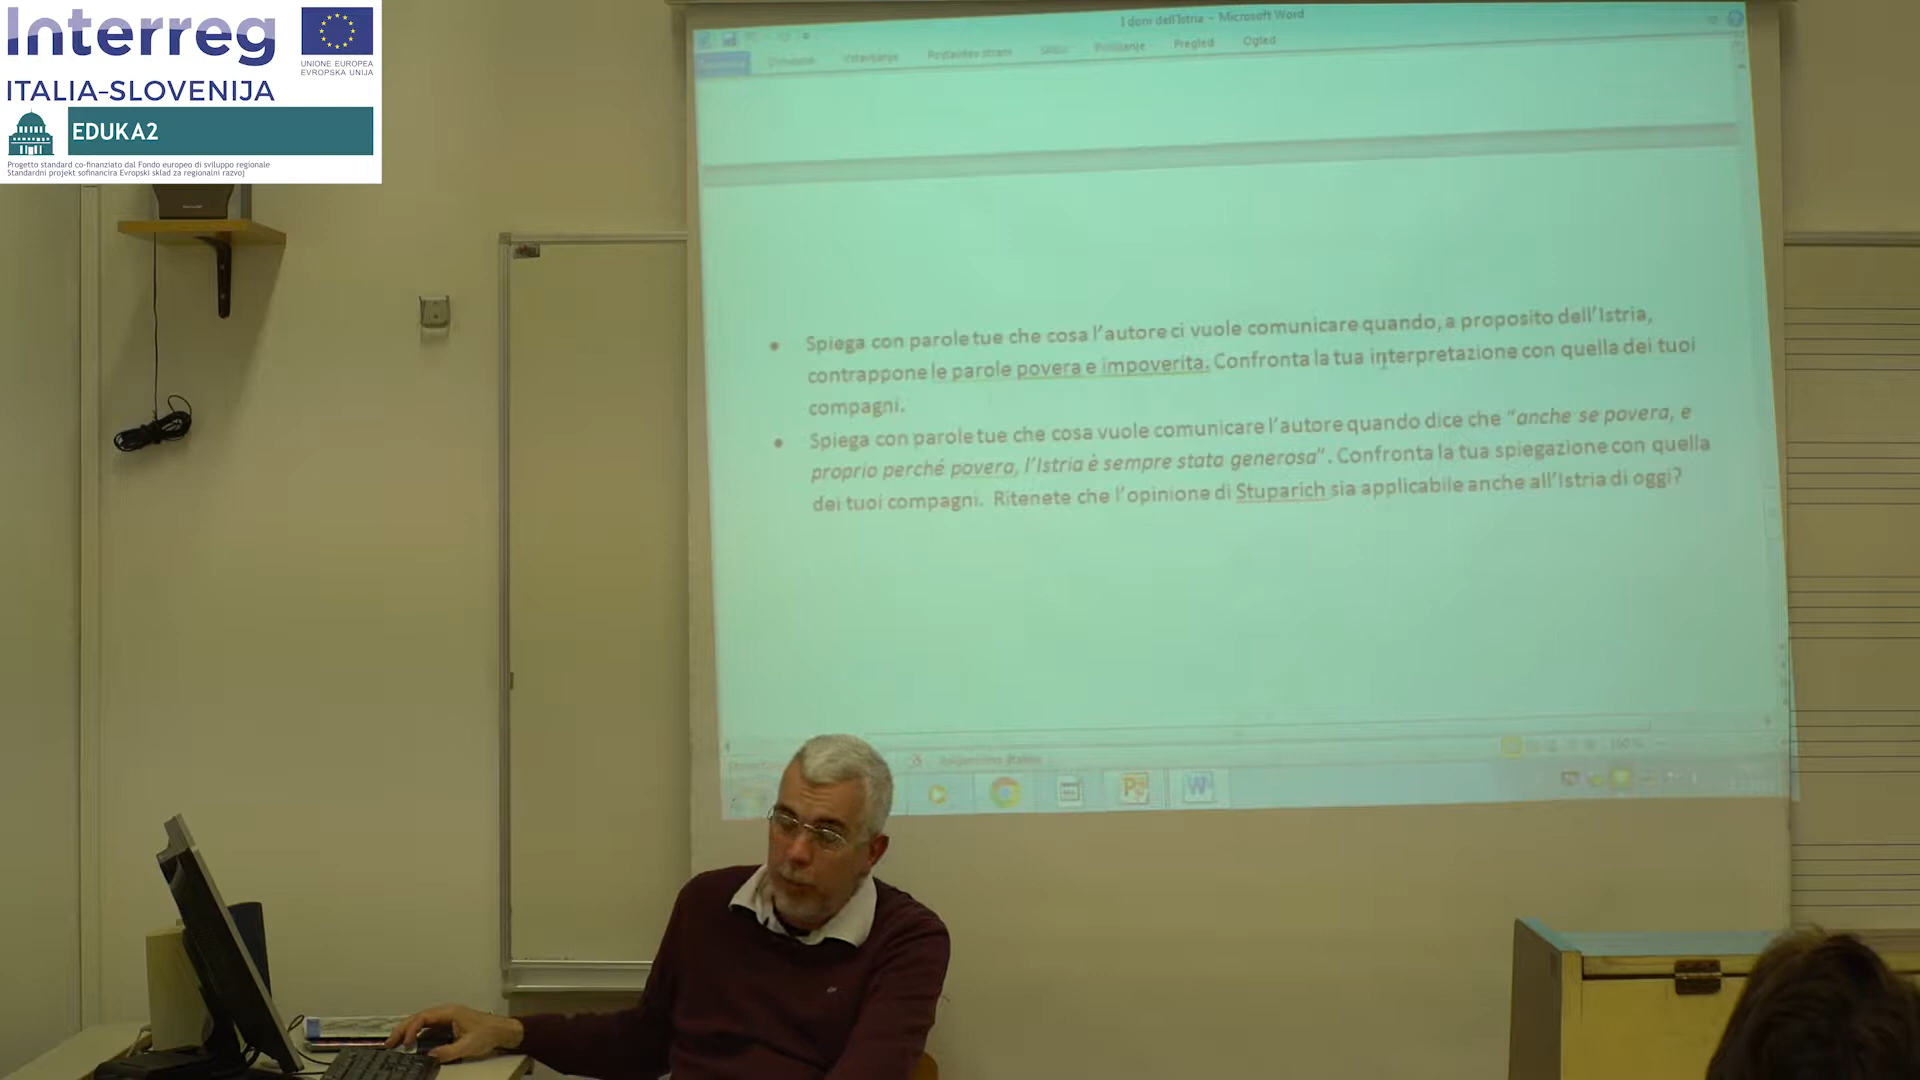 Interreg
UNIONE EUROPEA
EVROPSKA UNIJA
ITALIA-SLOVENIJA
EDUKA2
Progetto standard co-finanziato dal Fondo europeo di sviluppo regionale
Standardni projekt sofinancira Evropski sklad za regionalni razvoj
I doni dell'Istria - Microsoft Word
Vstavljanje Postavitev strani Sklici Pošiljanje Pregled Ogled
• Spiega con parole tue che cosa l'autore ci vuole comunicare quando, a proposito dell'Istria,
contrappone le parole povera e impoverita. Confronta la tua interpretazione con quella dei tuoi
compagni.
• Spiega con parole tue che cosa vuole comunicare l'autore quando dice che "anche se povera, e
proprio perché povera, l'Istria è sempre stata generosa". Confronta la tua spiegazione con quella
dei tuoi compagni. Ritenete che l'opinione di Stuparich sia applicabile anche all'Istria di oggi?